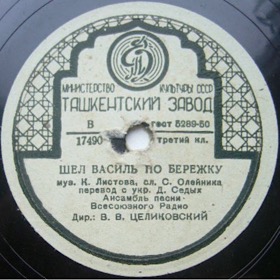 МИНИСТЕРСТВО КУЛЬТУРЫ СССР
ТАШКЕНТСКИЙ ЗАВОД
В гост 5289-50
17490 третий кл.
ШЕЛ ВАСИЛЬ ПО БЕРЕЖКУ
муз. К. Листова, сл. С. Олейника
перевод с укр. Д. Седых
Ансамбль песни
Всесоюзного Радио
Дир.: В. В. ЦЕЛИКОВСКИЙ